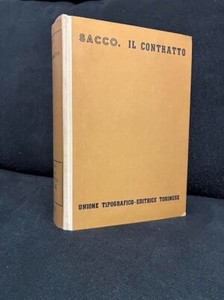 SACCO. IL CONTRATTO
UNIONE TIPOGRAFICO-EDITRICE TORINESE